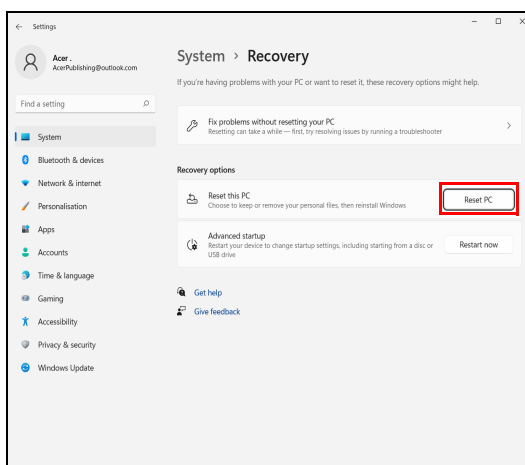 Settings
Acer .
AcerPublishing@outlook.com
Find a setting
System
Bluetooth & devices
Network & internet
Personalisation
Apps
Accounts
Time & language
Gaming
Accessibility
Privacy & security
Windows Update
System > Recovery
If you're having problems with your PC or want to reset it, these recovery options might help.
Fix problems without resetting your PC
Resetting can take a while — first, try resolving issues by running a troubleshooter
Recovery options
Reset this PC
Choose to keep or remove your personal files, then reinstall Windows
Reset PC
Advanced startup
Restart your device to change startup settings, including starting from a disc or
USB drive
Restart now
Get help
Give feedback